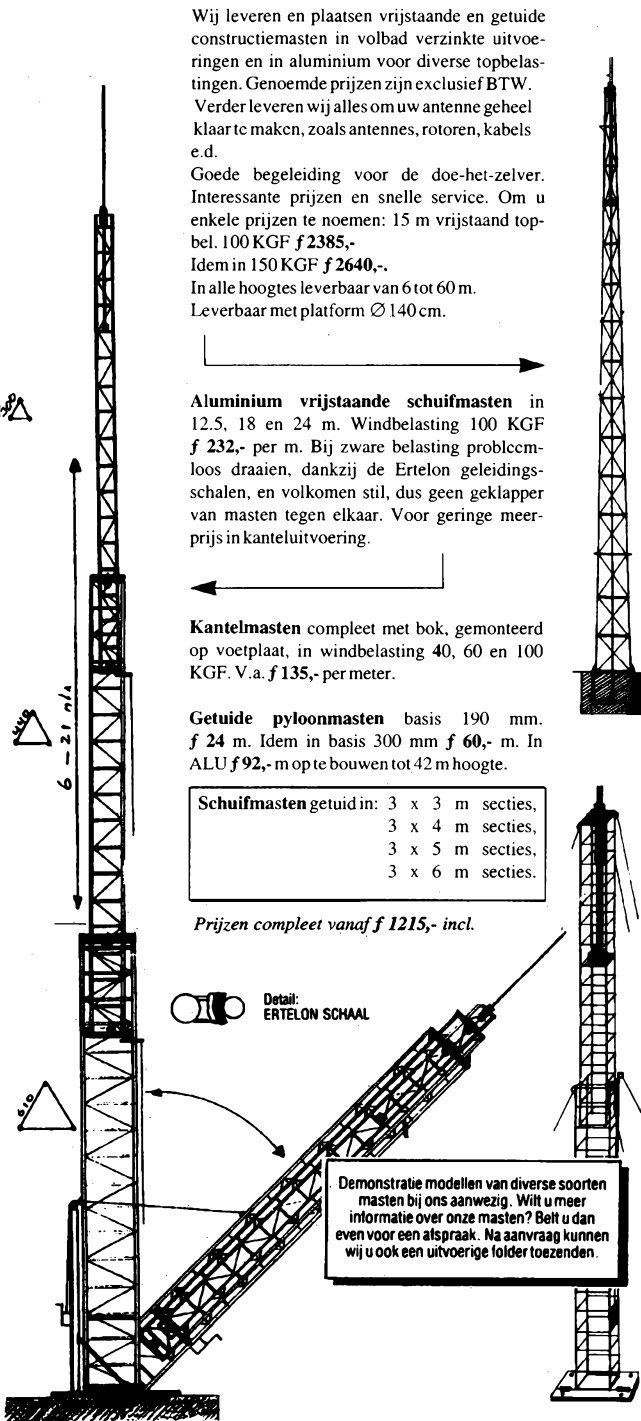 Wij leveren en plaatsen vrijstaande en getuide
constructiemasten in volbad verzinkte uitvoe-
ringen en in aluminium voor diverse topbelas-
tingen. Genoemde prijzen zijn exclusief BTW.
Verder leveren wij alles om uw antenne geheel
klaar te maken, zoals antennes, rotoren, kabels
e.d.
Goede begeleiding voor de doe-het-zelver.
Interessante prijzen en snelle service. Om u
enkele prijzen te noemen: 15 m vrijstaand top-
bel. 100 KGF ƒ 2385,-
Idem in 150 KGF ƒ 2640,-.
In alle hoogtes leverbaar van 6 tot 60 m.
Leverbaar met platform ∅ 140 cm.
300
Aluminium vrijstaande schuifmasten in
12.5, 18 en 24 m. Windbelasting 100 KGF
ƒ 232,- per m. Bij zware belasting probleem-
loos draaien, dankzij de Ertelon geleidings-
schalen, en volkomen stil, dus geen geklapper
van masten tegen elkaar. Voor geringe meer-
prijs in kanteluitvoering.
Kantelmasten compleet met bok, gemonteerd
op voetplaat, in windbelasting 40, 60 en 100
KGF. V.a. ƒ 135,- per meter.
440
Getuide pyloonmasten basis 190 mm.
ƒ 24 m. Idem in basis 300 mm ƒ 60,- m. In
ALU ƒ 92,- m op te bouwen tot 42 m hoogte.
Schuifmasten getuid in: 3 x 3 m secties,
3 x 4 m secties,
3 x 5 m secties,
3 x 6 m secties.
Prijzen compleet vanaf ƒ 1215,- incl.
Detail:
ERTELON SCHAAL
610
Demonstratie modellen van diverse soorten
masten bij ons aanwezig. Wilt u meer
informatie over onze masten? Belt u dan
even voor een afspraak. Na aanvraag kunnen
wij u ook een uitvoerige folder toezenden.